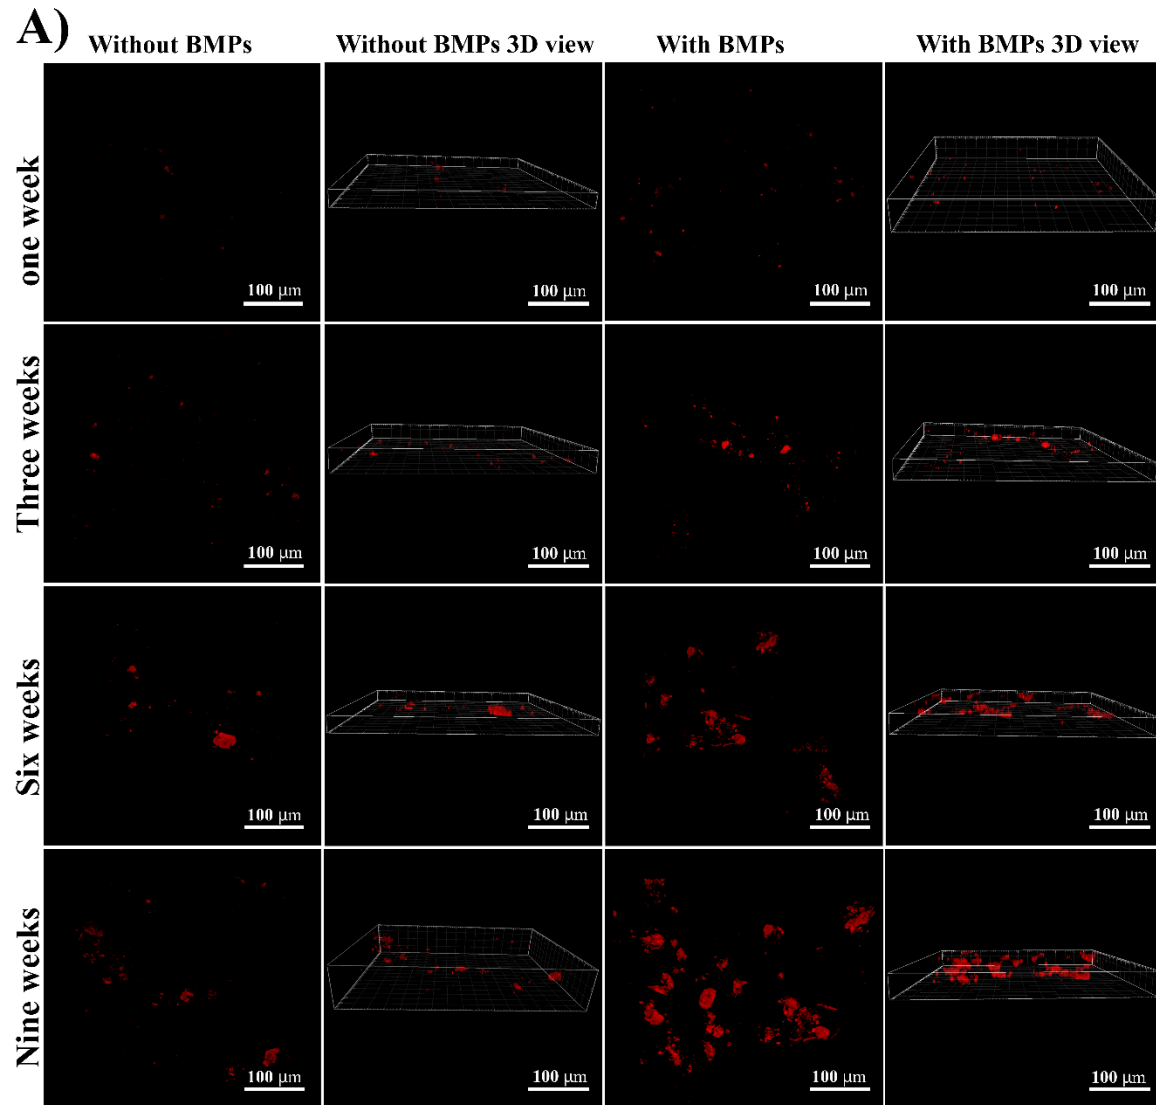 A)
Without BMPs
Without BMPs 3D view
With BMPs
With BMPs 3D view
one week
100 µm
100 µm
100 µm
100 µm
Three weeks
100 µm
100 µm
100 µm
100 µm
Six weeks
100 µm
100 µm
100 µm
100 µm
Nine weeks
100 µm
100 µm
100 µm
100 µm